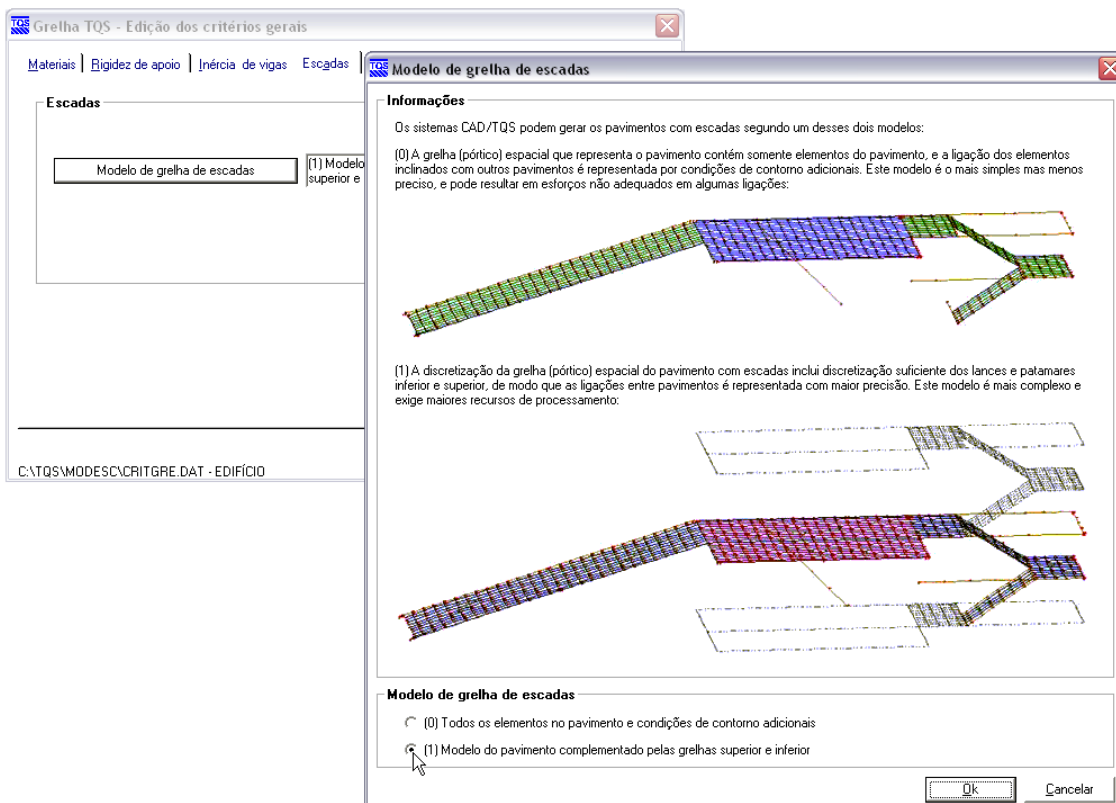 TQS Grelha TQS - Edição dos critérios gerais
Materiais | Rigidez de apoio | Inércia de vigas Escadas
Escadas
Modelo de grelha de escadas
(1) Modelo
superior e
C:\TQS\MODESC\CRITGRE.DAT - EDIFÍCIO
TQS Modelo de grelha de escadas
Informações
Os sistemas CAD/TQS podem gerar os pavimentos com escadas segundo um desses dois modelos:
(0) A grelha (pórtico) espacial que representa o pavimento contém somente elementos do pavimento, e a ligação dos elementos
inclinados com outros pavimentos é representada por condições de contorno adicionais. Este modelo é o mais simples mas menos
preciso, e pode resultar em esforços não adequados em algumas ligações:
(1) A discretização da grelha (pórtico) espacial do pavimento com escadas inclui discretização suficiente dos lances e patamares
inferior e superior, de modo que as ligações entre pavimentos é representada com maior precisão. Este modelo é mais complexo e
exige maiores recursos de processamento:
Modelo de grelha de escadas
(0) Todos os elementos no pavimento e condições de contorno adicionais
(1) Modelo do pavimento complementado pelas grelhas superior e inferior
Ok
Cancelar